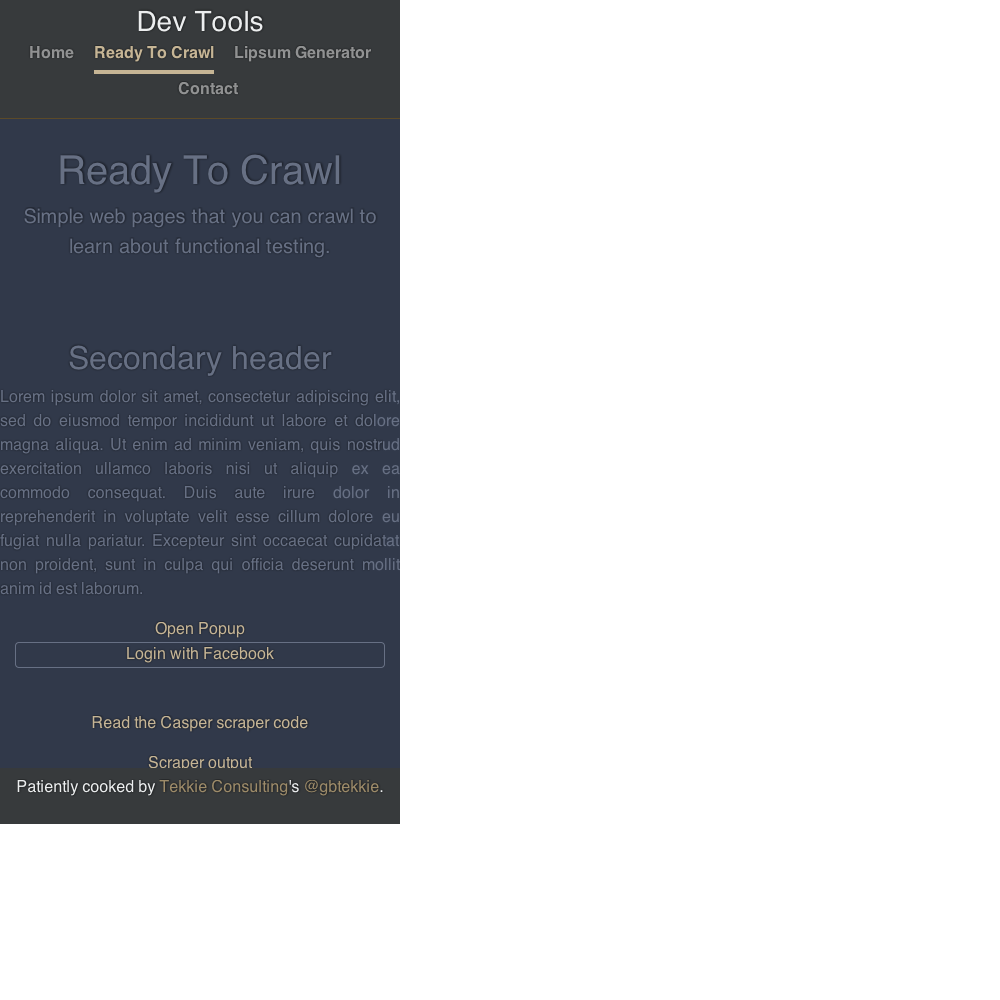 Dev Tools
Home Ready To Crawl Lipsum Generator
Contact
Ready To Crawl
Simple web pages that you can crawl to
learn about functional testing.
Secondary header
Lorem ipsum dolor sit amet, consectetur adipiscing elit,
sed do eiusmod tempor incididunt ut labore et dolore
magna aliqua. Ut enim ad minim veniam, quis nostrud
exercitation ullamco laboris nisi ut aliquip ex ea
commodo consequat. Duis aute irure dolor in
reprehenderit in voluptate velit esse cillum dolore eu
fugiat nulla pariatur. Excepteur sint occaecat cupidatat
non proident, sunt in culpa qui officia deserunt mollit
anim id est laborum.
Open Popup
Login with Facebook
Read the Casper scraper code
Scraper output
Patiently cooked by Tekkie Consulting's @gbtekkie.